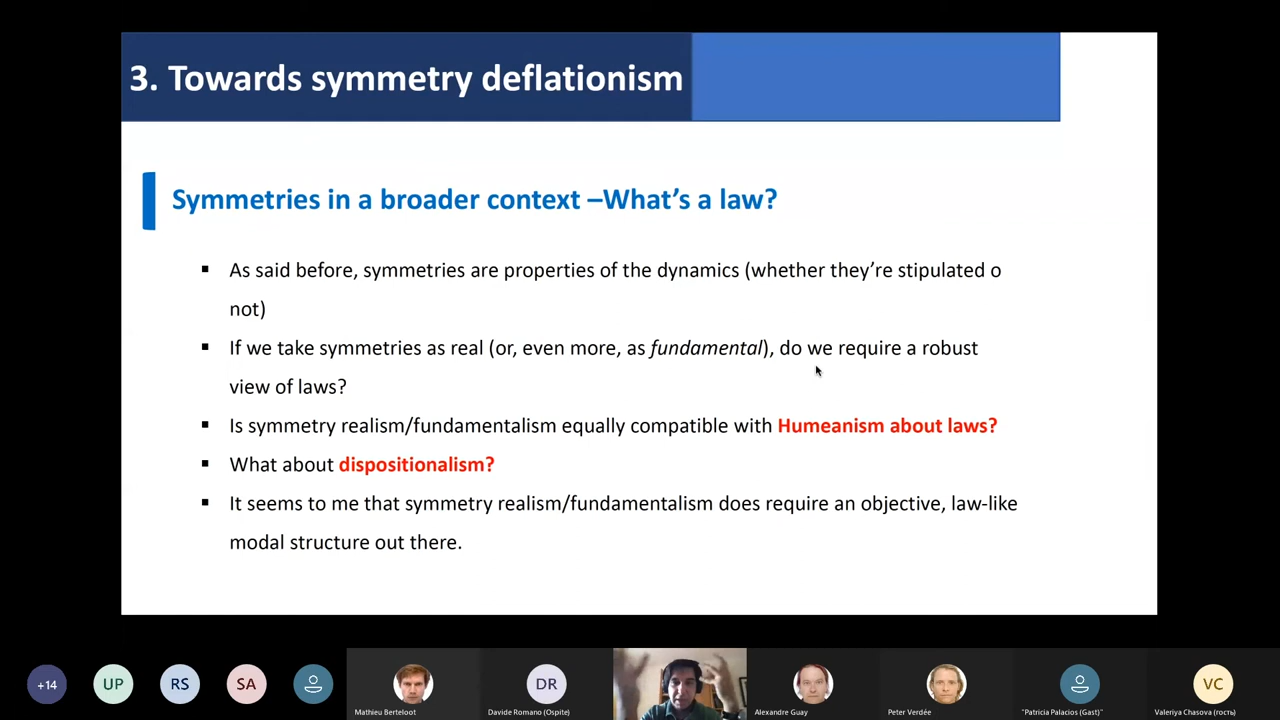 3. Towards symmetry deflationism
Symmetries in a broader context –What's a law?
▪ As said before, symmetries are properties of the dynamics (whether they're stipulated o
not)
▪ If we take symmetries as real (or, even more, as fundamental), do we require a robust
view of laws?
▪ Is symmetry realism/fundamentalism equally compatible with Humeanism about laws?
▪ What about dispositionalism?
▪ It seems to me that symmetry realism/fundamentalism does require an objective, law-like
modal structure out there.
+14
UP
RS
SA
DR
VC
Mathieu Berteloot
Davide Romano (Ospite)
Alexandre Guay
Peter Verdée
"Patricia Palacios (Gast)"
Valeriya Chasova (гость)